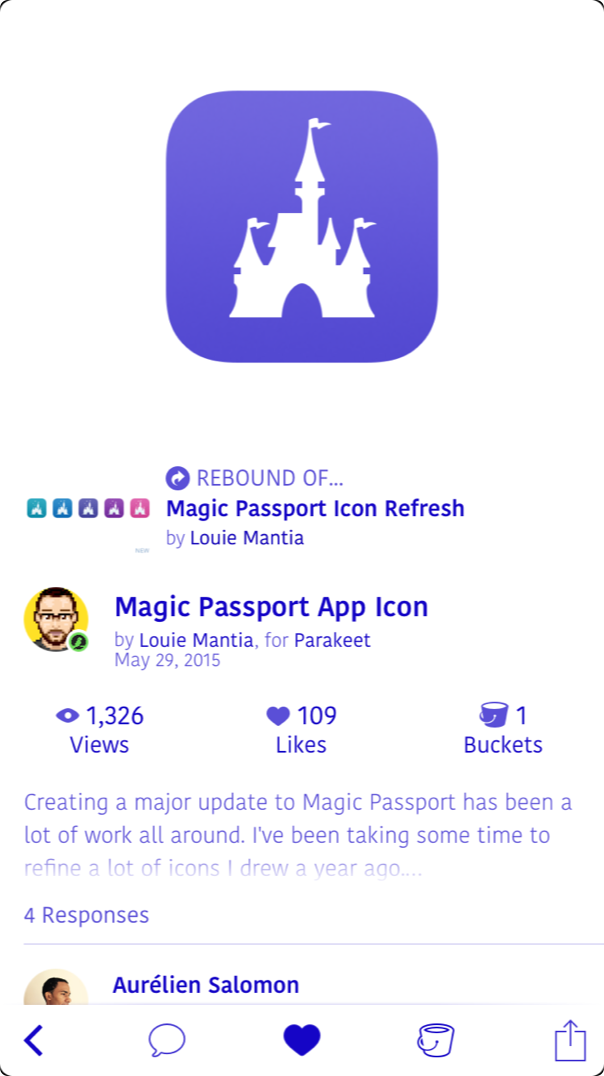 REBOUND OF...
Magic Passport Icon Refresh
by Louie Mantia
NEW
Magic Passport App Icon
by Louie Mantia, for Parakeet
May 29, 2015
1,326
109
1
Views
Likes
Buckets
Creating a major update to Magic Passport has been a
lot of work all around. I've been taking some time to
refine a lot of icons I drew a year ago....
4 Responses
Aurélien Salomon